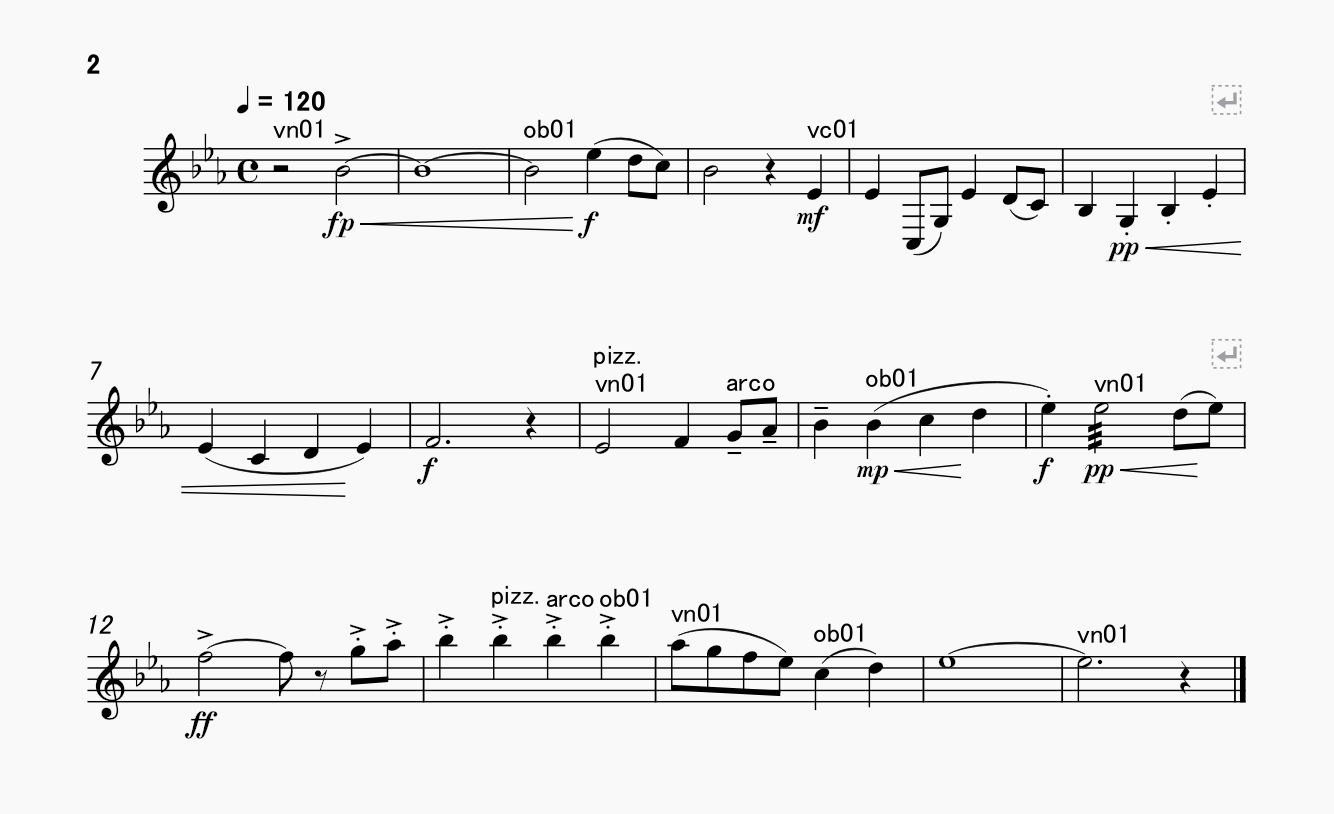 2
= 120
vn01 ob01 vc01
fp f mf pp
7
pizz.
vn01 arco ob01 vn01
f mp f pp
12
pizz. arco ob01 vn01 ob01 vn01
ff